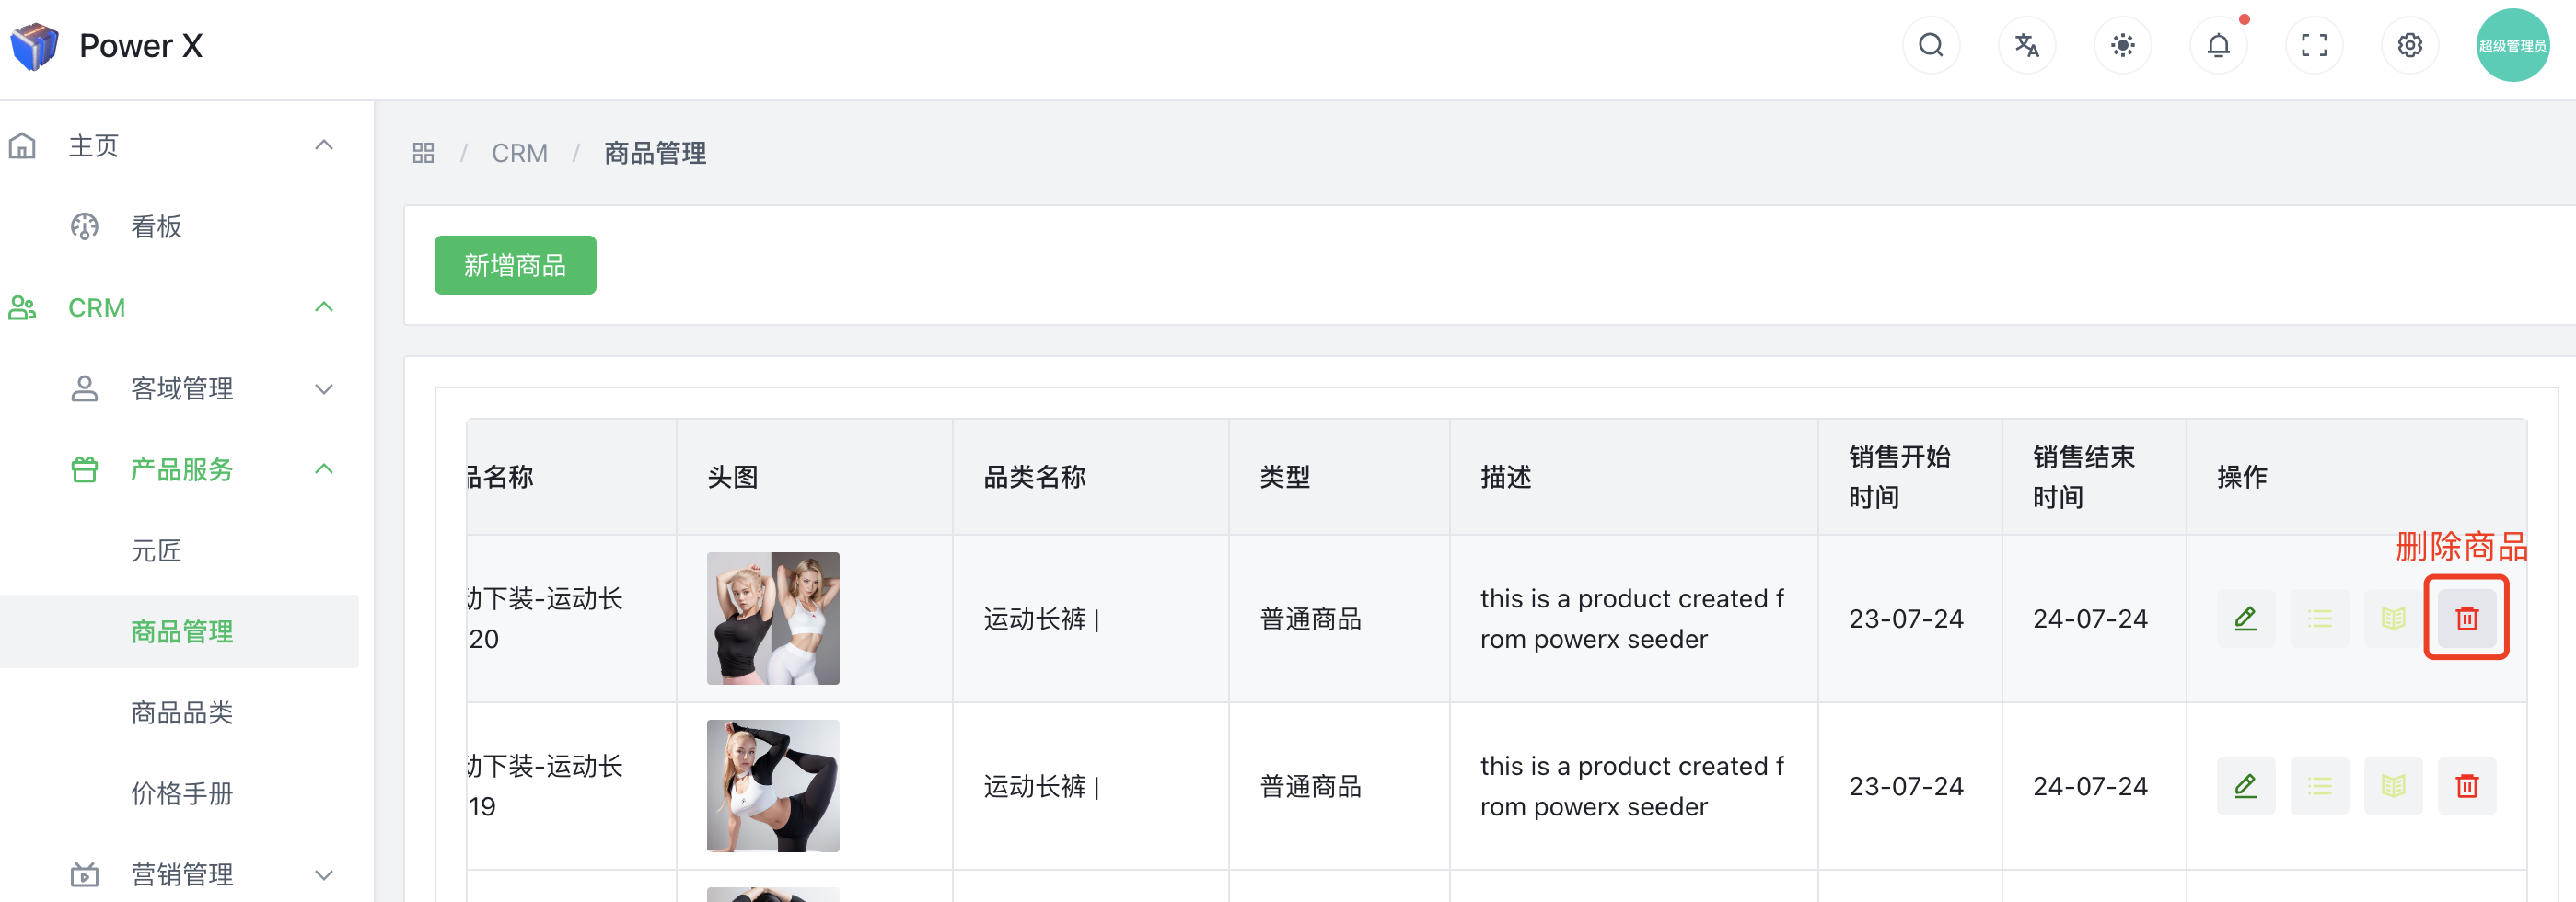 Power X
超级管理员
主页
看板
CRM
客域管理
产品服务
元匠
商品管理
商品品类
价格手册
营销管理
/ CRM / 商品管理
新增商品
品名称
头图
品类名称
类型
描述
销售开始
时间
销售结束
时间
操作
删除商品
动下装-运动长
20
运动长裤 |
普通商品
this is a product created f
rom powerx seeder
23-07-24
24-07-24
动下装-运动长
19
运动长裤 |
普通商品
this is a product created f
rom powerx seeder
23-07-24
24-07-24